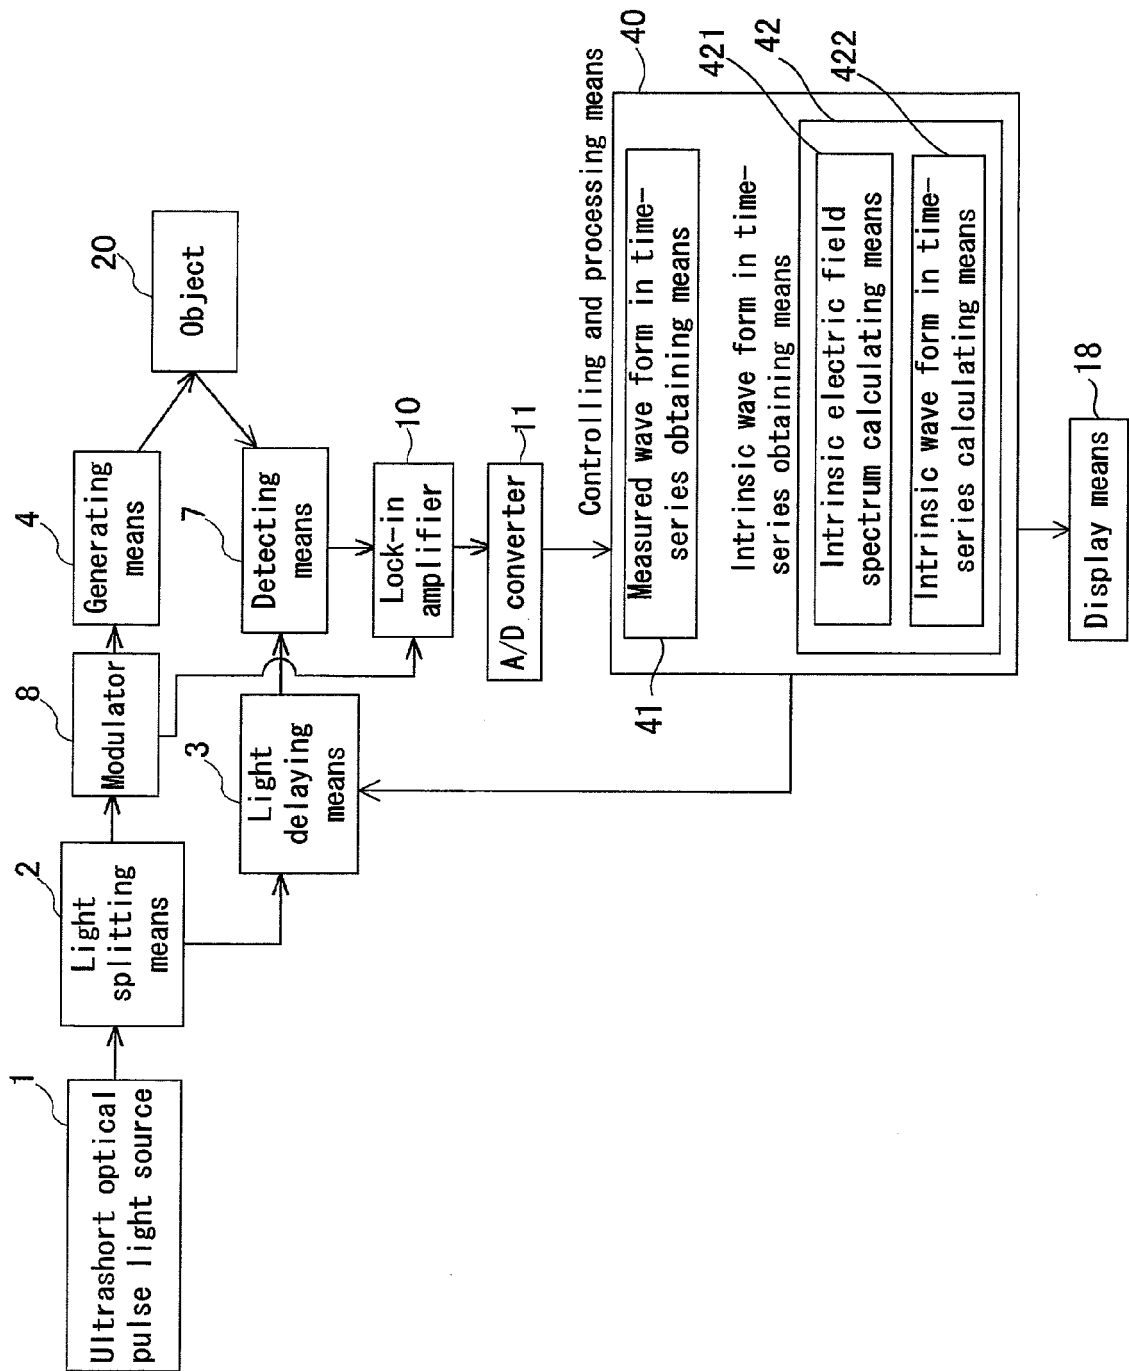 1
Ultrashort optical
pulse light source
2
Light
splitting
means
8
Modulator
4
Generating
means
20
Object
3
Light
delaying
means
7
Detecting
means
10
Lock-in
amplifier
11
A/D converter
Controlling and processing means
40
41
Measured wave form in time-
series obtaining means
Intrinsic wave form in time-
series obtaining means
42
421
Intrinsic electric field
spectrum calculating means
422
Intrinsic wave form in time-
series calculating means
18
Display means